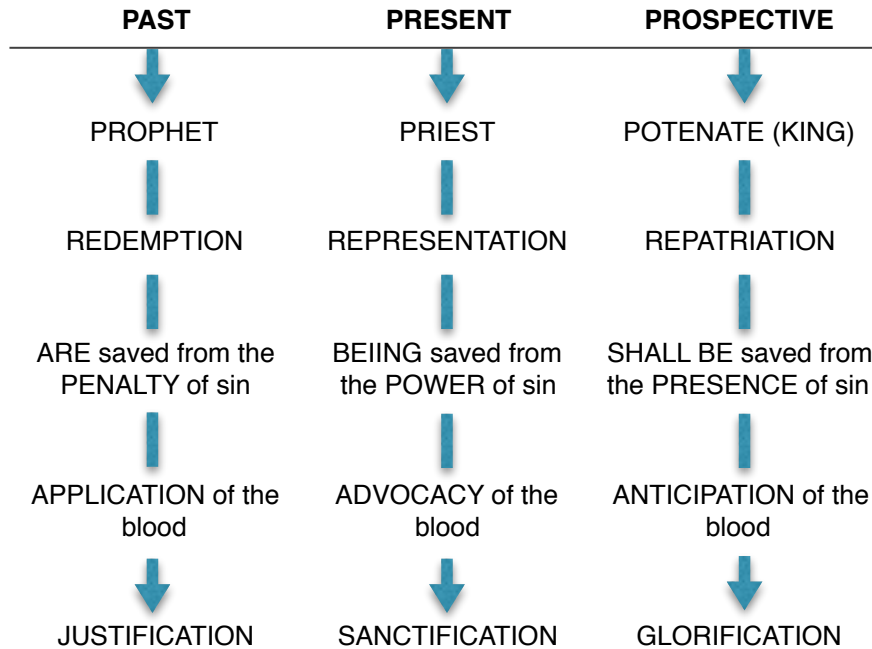 PAST PRESENT PROSPECTIVE
PROPHET PRIEST POTENATE (KING)
REDEMPTION REPRESENTATION REPATRIATION
ARE saved from the BEIING saved from SHALL BE saved from
PENALTY of sin the POWER of sin the PRESENCE of sin
APPLICATION of the ADVOCACY of the ANTICIPATION of the
blood blood blood
JUSTIFICATION SANCTIFICATION GLORIFICATION